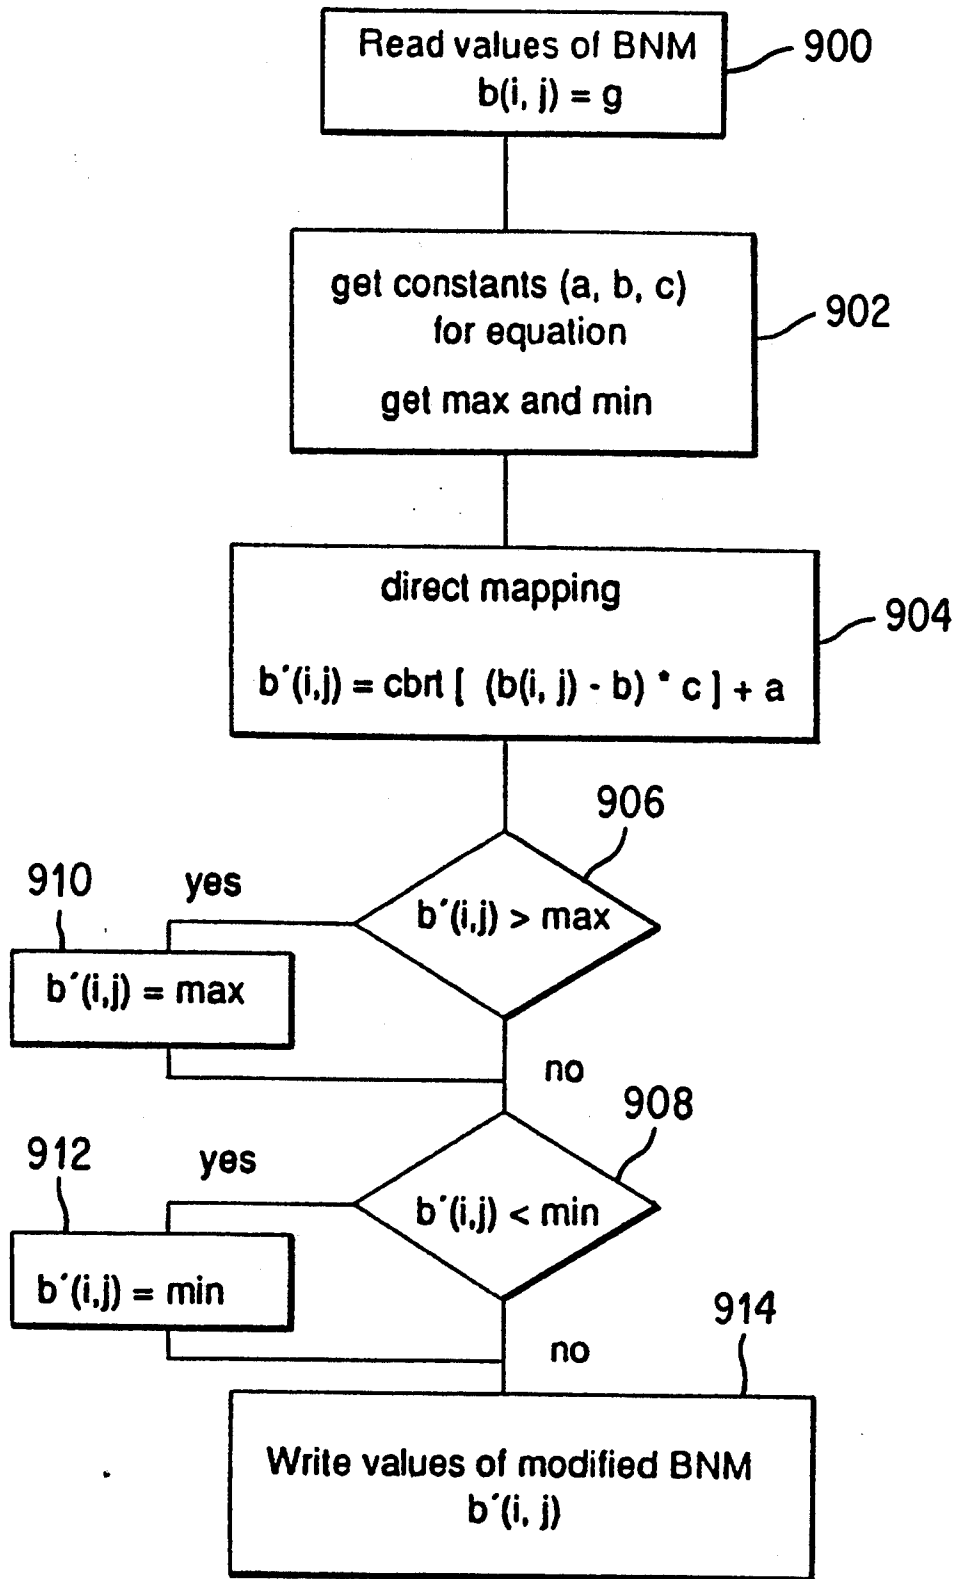 Read values of BNM
b(i, j) = g
900
get constants (a, b, c)
for equation
get max and min
902
direct mapping
b´(i,j) = cbrt [ (b(i, j) - b) * c ] + a
904
906
b´(i,j) > max
yes
910
b´(i,j) = max
no
908
b´(i,j) < min
yes
912
b´(i,j) = min
no
914
Write values of modified BNM
b´(i, j)